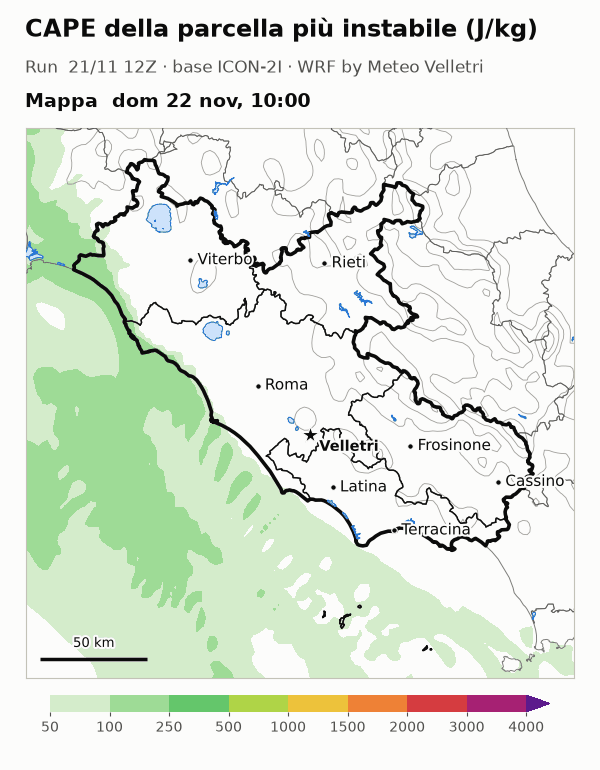 CAPE della parcella più instabile (J/kg)
Run  21/11 12Z · base ICON-2I · WRF by Meteo Velletri
Mappa  dom 22 nov, 10:00
Viterbo
Rieti
Roma
Velletri
Frosinone
Cassino
Latina
Terracina
50 km
50 100 250 500 1000 1500 2000 3000 4000